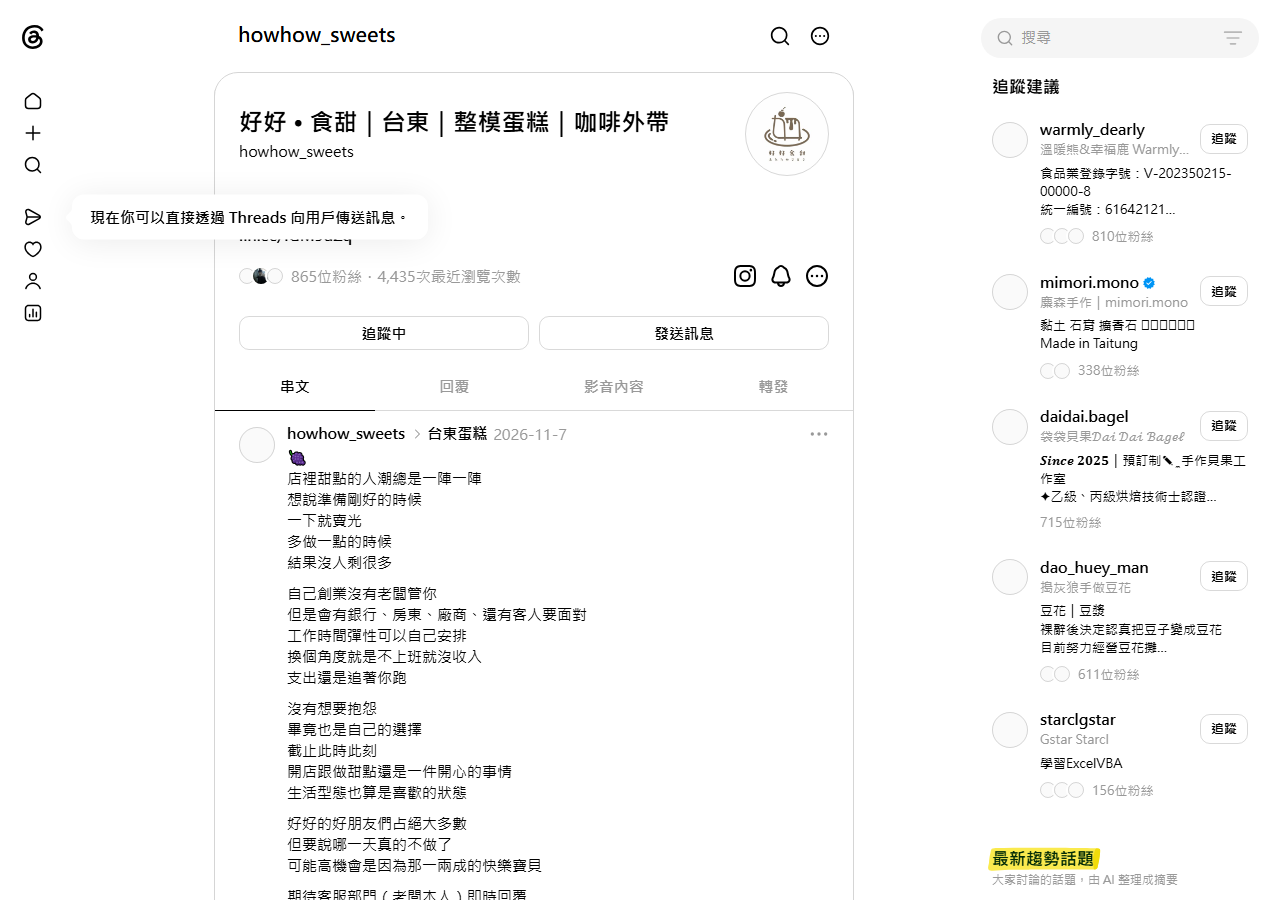 howhow_sweets
好好 • 食甜｜台東｜整模蛋糕｜咖啡外帶
howhow_sweets
好好食甜
現在你可以直接透過 Threads 向用戶傳送訊息。
865位粉絲 · 4,435次最近瀏覽次數
追蹤中
發送訊息
串文
回覆
影音內容
轉發
howhow_sweets > 台東蛋糕 2026-11-7
🍇
店裡甜點的人潮總是一陣一陣
想說準備剛好的時候
一下就賣光
多做一點的時候
結果沒人剩很多
自己創業沒有老闆管你
但是會有銀行、房東、廠商、還有客人要面對
工作時間彈性可以自己安排
換個角度就是不上班就沒收入
支出還是追著你跑
沒有想要抱怨
畢竟也是自己的選擇
截止此時此刻
開店跟做甜點還是一件開心的事情
生活型態也算是喜歡的狀態
好好的好朋友們占絕大多數
但要說哪一天真的不做了
可能高機會是因為那一兩成的快樂寶貝
期待客服部門（老闆本人）即時回覆
搜尋
追蹤建議
warmly_dearly
追蹤
溫暖熊&幸福鹿 Warmly...
食品業登錄字號：V-202350215-
00000-8
統一編號：61642121...
810位粉絲
mimori.mono
追蹤
麋森手作｜mimori.mono
黏土 石膏 擴香石 □□□□□□
Made in Taitung
338位粉絲
daidai.bagel
追蹤
袋袋貝果𝓓𝓪𝓲 𝓓𝓪𝓲 𝓑𝓪𝓰𝓮𝓵
𝑺𝒊𝒏𝒄𝒆 𝟐𝟎𝟐𝟓｜預訂制✎_手作貝果工
作室
✦乙級、丙級烘焙技術士認證...
715位粉絲
dao_huey_man
追蹤
搗灰狼手做豆花
豆花｜豆漿
裸辭後決定認真把豆子變成豆花
目前努力經營豆花攤...
611位粉絲
starclgstar
追蹤
Gstar Starcl
學習ExcelVBA
156位粉絲
最新趨勢話題
大家討論的話題，由 AI 整理成摘要